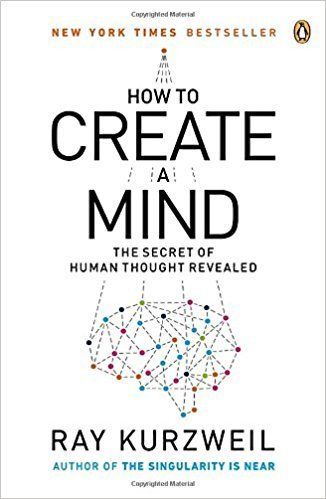 NEW YORK TIMES BESTSELLER
HOW TO
CREATE
A
MIND
THE SECRET OF
HUMAN THOUGHT REVEALED
RAY KURZWEIL
AUTHOR OF THE SINGULARITY IS NEAR